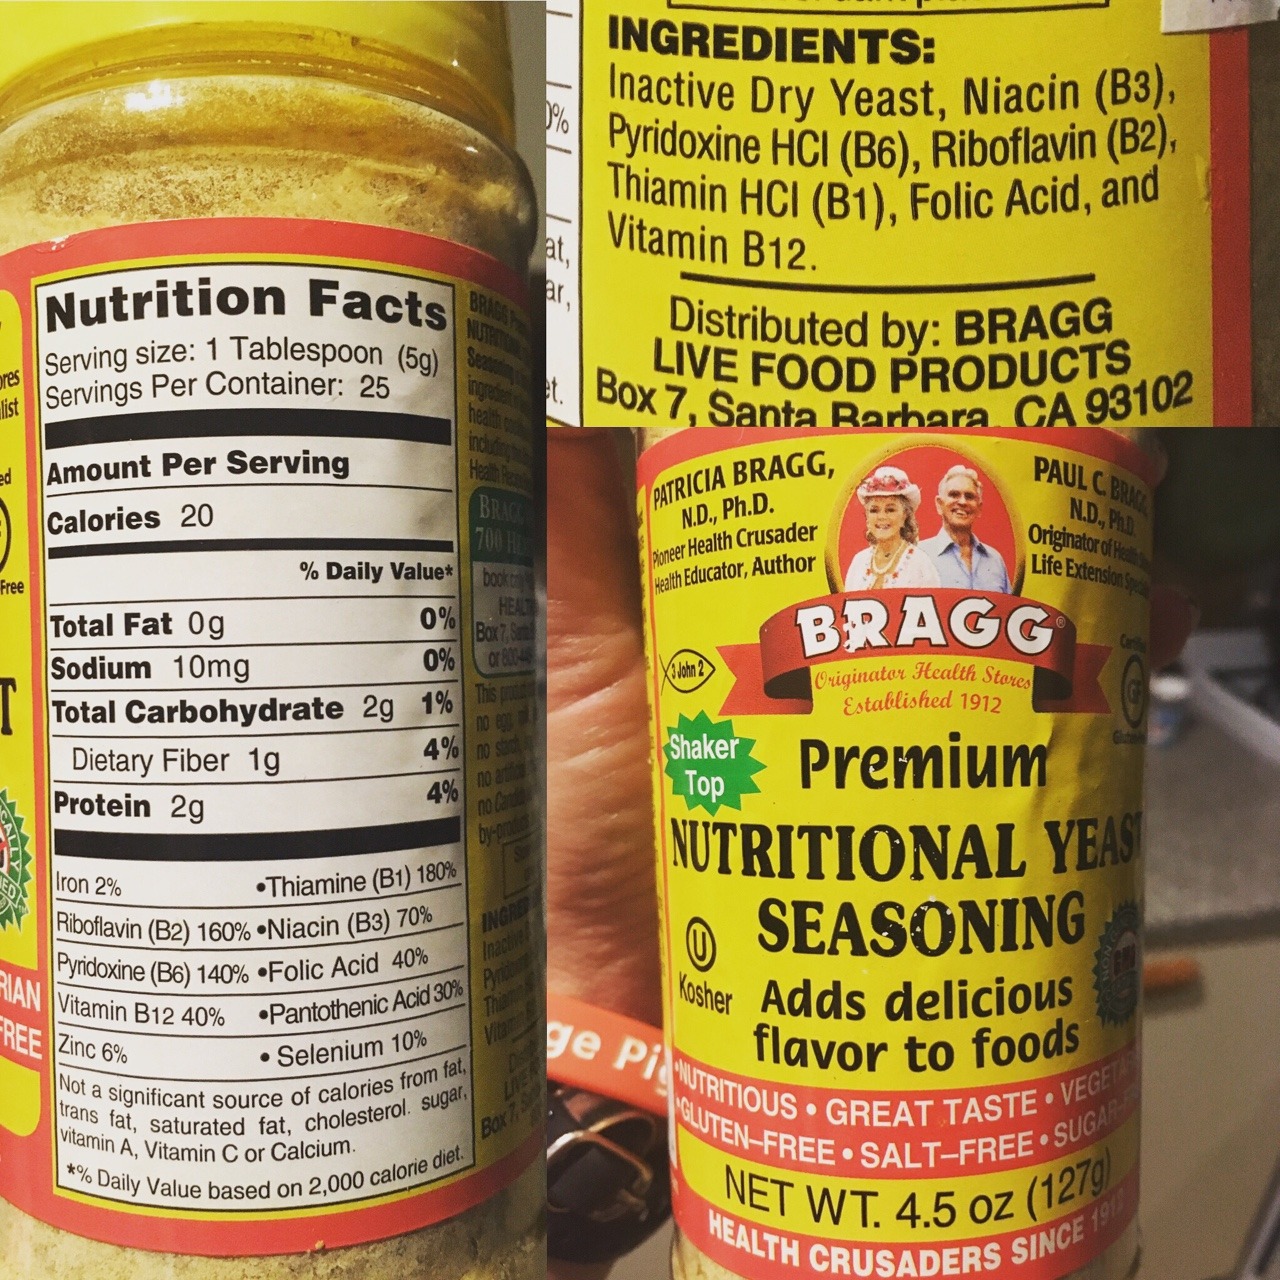 Nutrition Facts
Serving size: 1 Tablespoon (5g)
Servings Per Container: 25
Amount Per Serving
Calories 20
% Daily Value*
Total Fat 0g 0%
Sodium 10mg 0%
Total Carbohydrate 2g 1%
Dietary Fiber 1g 4%
Protein 2g 4%
Iron 2% •Thiamine (B1) 180%
Riboflavin (B2) 160% •Niacin (B3) 70%
Pyridoxine (B6) 140% •Folic Acid 40%
Vitamin B12 40% •Pantothenic Acid 30%
Zinc 6% • Selenium 10%
Not a significant source of calories from fat,
trans fat, saturated fat, cholesterol. sugar,
vitamin A, Vitamin C or Calcium.
*% Daily Value based on 2,000 calorie diet.
INGREDIENTS:
Inactive Dry Yeast, Niacin (B3),
Pyridoxine HCl (B6), Riboflavin (B2),
Thiamin HCl (B1), Folic Acid, and
Vitamin B12.
Distributed by: BRAGG
LIVE FOOD PRODUCTS
Box 7, Santa Barbara, CA 93102
PATRICIA BRAGG,
N.D., Ph.D.
Pioneer Health Crusader
Health Educator, Author
PAUL C. BRAGG
N.D., Ph.D.
Originator of Health
Life Extension
BRAGG®
Originator Health Stores
Established 1912
3 John 2
GF
Shaker
Top
Premium
NUTRITIONAL YEAST
SEASONING
U
Kosher
Adds delicious
flavor to foods
•NUTRITIOUS • GREAT TASTE •
•GLUTEN–FREE • SALT–FREE •
NET WT. 4.5 oz (127g)
HEALTH CRUSADERS SINCE 1912
ge Pi